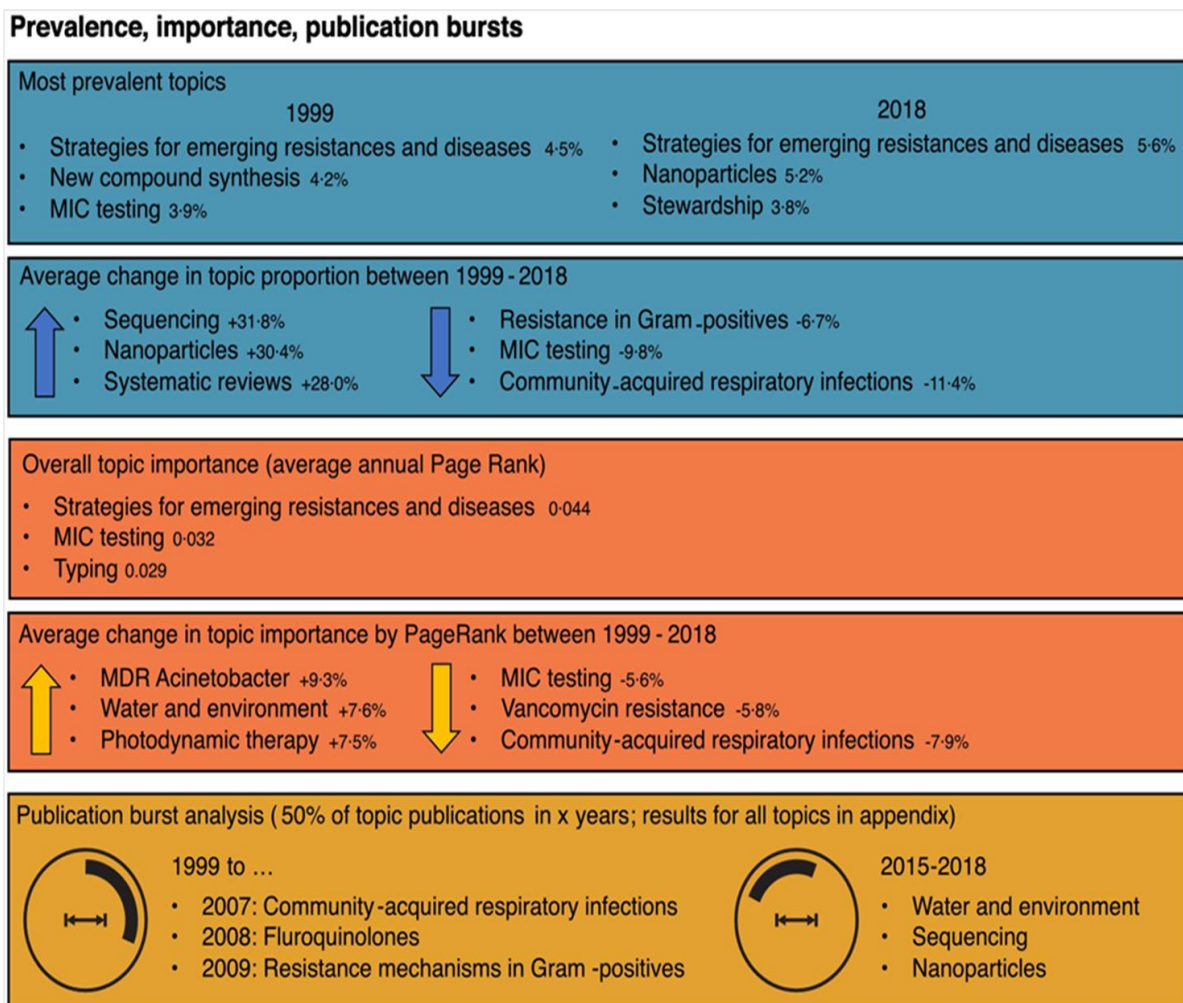 Prevalence, importance, publication bursts
Most prevalent topics
1999
• Strategies for emerging resistances and diseases 4·5%
• New compound synthesis 4·2%
• MIC testing 3·9%
2018
• Strategies for emerging resistances and diseases 5·6%
• Nanoparticles 5·2%
• Stewardship 3·8%
Average change in topic proportion between 1999 - 2018
• Sequencing +31·8%
• Nanoparticles +30·4%
• Systematic reviews +28·0%
• Resistance in Gram-positives -6·7%
• MIC testing -9·8%
• Community-acquired respiratory infections -11·4%
Overall topic importance (average annual Page Rank)
• Strategies for emerging resistances and diseases 0·044
• MIC testing 0·032
• Typing 0.029
Average change in topic importance by PageRank between 1999 - 2018
• MDR Acinetobacter +9·3%
• Water and environment +7·6%
• Photodynamic therapy +7·5%
• MIC testing -5·6%
• Vancomycin resistance -5·8%
• Community-acquired respiratory infections -7·9%
Publication burst analysis ( 50% of topic publications in x years; results for all topics in appendix)
1999 to ...
• 2007: Community-acquired respiratory infections
• 2008: Fluroquinolones
• 2009: Resistance mechanisms in Gram -positives
2015-2018
• Water and environment
• Sequencing
• Nanoparticles